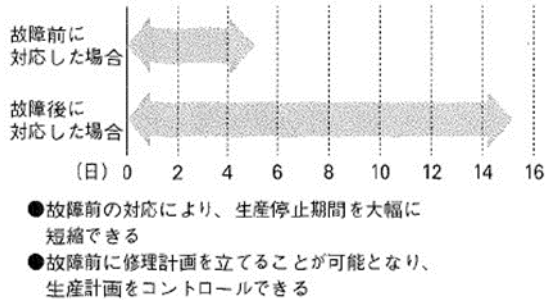 故障前に
対応した場合
故障後に
対応した場合
(日) 0 2 4 6 8 10 12 14 16
●故障前の対応により、生産停止期間を大幅に
短縮できる
●故障前に修理計画を立てることが可能となり、
生産計画をコントロールできる